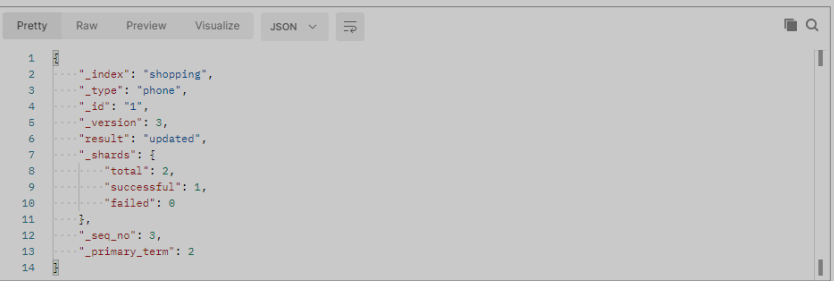 Pretty Raw Preview Visualize JSON
1 {
2 "_index": "shopping",
3 "_type": "phone",
4 "_id": "1",
5 "_version": 3,
6 "result": "updated",
7 "_shards": {
8 "total": 2,
9 "successful": 1,
10 "failed": 0
11 },
12 "_seq_no": 3,
13 "_primary_term": 2
14 }